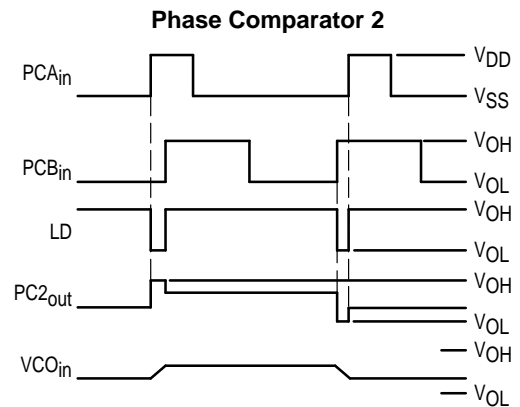 Phase Comparator 2
PCAin
VDD
VSS
PCBin
VOH
VOL
LD
VOH
VOL
PC2out
VOH
VOL
VCOin
VOH
VOL